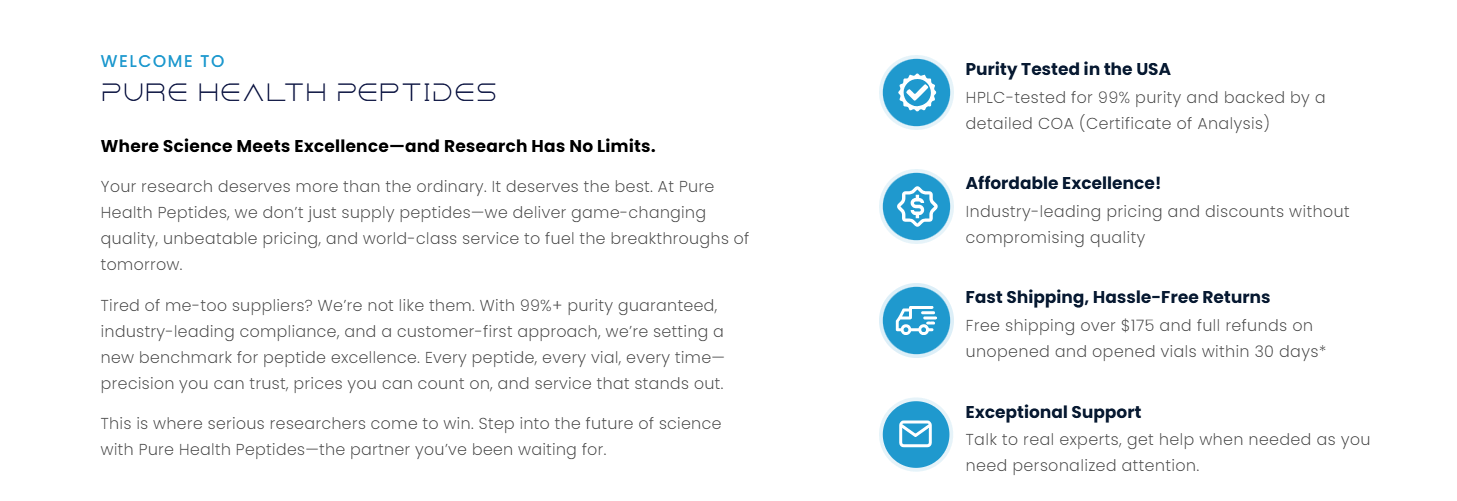 WELCOME TO
PURE HEALTH PEPTIDES
Where Science Meets Excellence—and Research Has No Limits.
Your research deserves more than the ordinary. It deserves the best. At Pure
Health Peptides, we don’t just supply peptides—we deliver game-changing
quality, unbeatable pricing, and world-class service to fuel the breakthroughs of
tomorrow.
Tired of me-too suppliers? We’re not like them. With 99%+ purity guaranteed,
industry-leading compliance, and a customer-first approach, we’re setting a
new benchmark for peptide excellence. Every peptide, every vial, every time—
precision you can trust, prices you can count on, and service that stands out.
This is where serious researchers come to win. Step into the future of science
with Pure Health Peptides—the partner you’ve been waiting for.
Purity Tested in the USA
HPLC-tested for 99% purity and backed by a
detailed COA (Certificate of Analysis)
Affordable Excellence!
Industry-leading pricing and discounts without
compromising quality
Fast Shipping, Hassle-Free Returns
Free shipping over $175 and full refunds on
unopened and opened vials within 30 days*
Exceptional Support
Talk to real experts, get help when needed as you
need personalized attention.